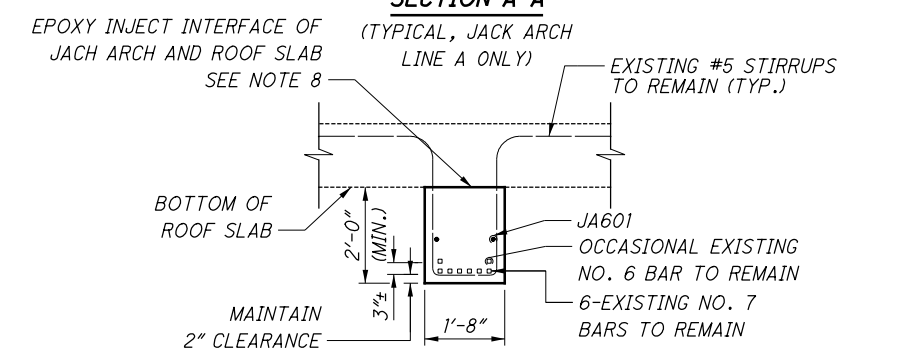 SECTION A-A
(TYPICAL, JACK ARCH
LINE A ONLY)
EPOXY INJECT INTERFACE OF
JACH ARCH AND ROOF SLAB
SEE NOTE 8
EXISTING #5 STIRRUPS
TO REMAIN (TYP.)
BOTTOM OF
ROOF SLAB
2'-0"
(MIN.)
3"±
JA601
OCCASIONAL EXISTING
NO. 6 BAR TO REMAIN
6-EXISTING NO. 7
BARS TO REMAIN
MAINTAIN
2" CLEARANCE
1'-8"